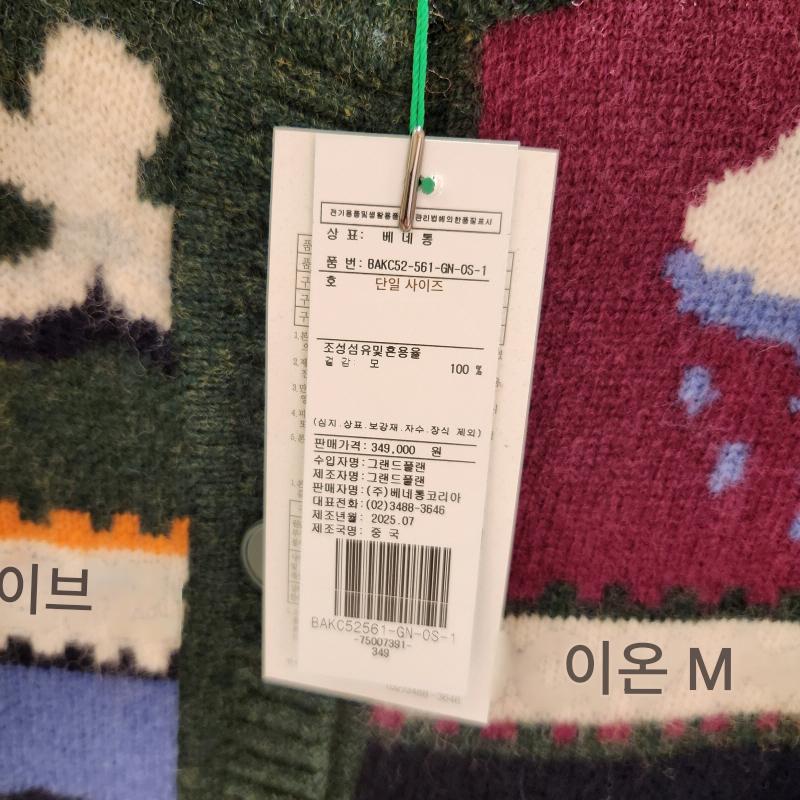 전기용품및생활용품 관리법에의한품질표시
상 표: 베네통
품 번: BAKC52-561-GN-OS-1
호 단일 사이즈
조성섬유및혼용율
겉감 모 100 %
(심지.상표.보강재.자수.장식 제외)
판매가격: 349,000 원
수입자명:그랜드플랜
제조자명:그랜드플랜
판매자명:(주)베네통코리아
대표전화:(02)3488-3646
제조년월: 2025.07
제조국명: 중 국
BAKC52561-GN-OS-1
-75007391-
349
(02)3488-3646
이브
이온 M